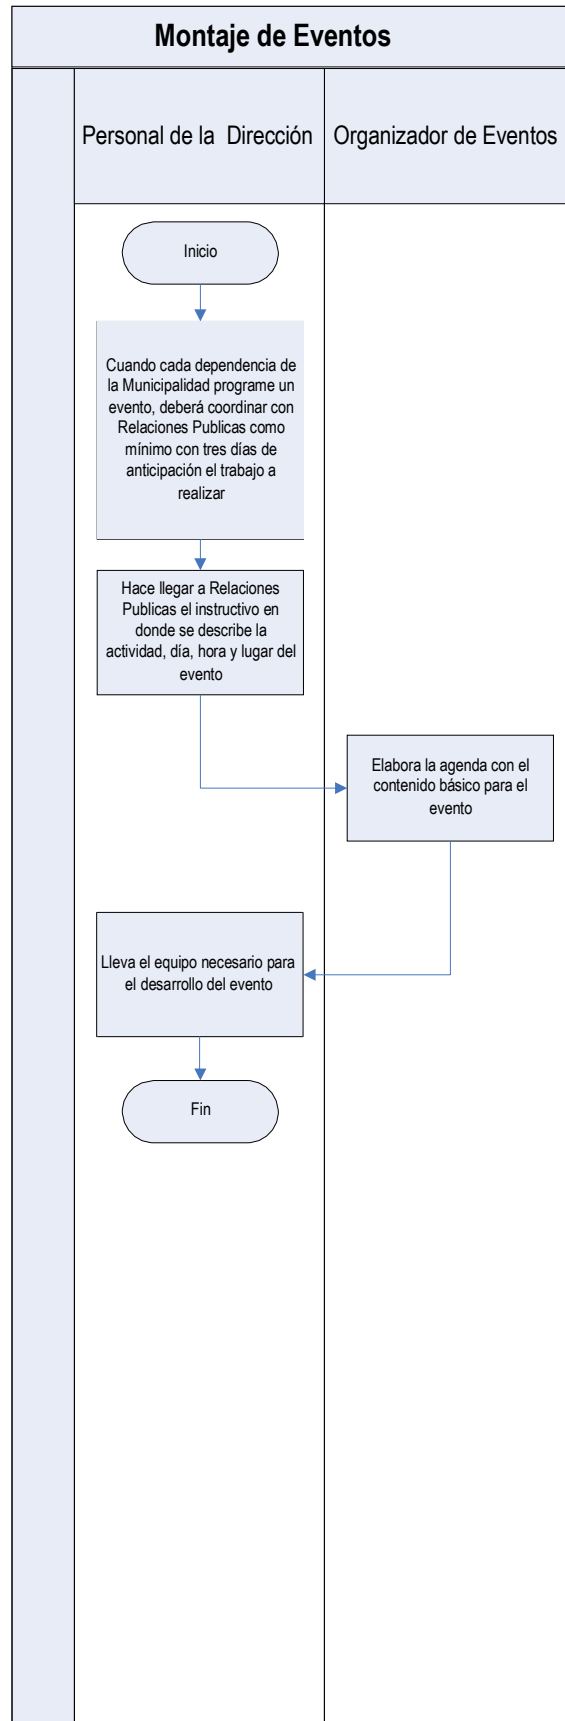 Montaje de Eventos
Personal de la Dirección
Organizador de Eventos
Inicio
Cuando cada dependencia de
la Municipalidad programe un
evento, deberá coordinar con
Relaciones Publicas como
mínimo con tres días de
anticipación el trabajo a
realizar
Hace llegar a Relaciones
Publicas el instructivo en
donde se describe la
actividad, día, hora y lugar del
evento
Elabora la agenda con el
contenido básico para el
evento
Lleva el equipo necesario para
el desarrollo del evento
Fin